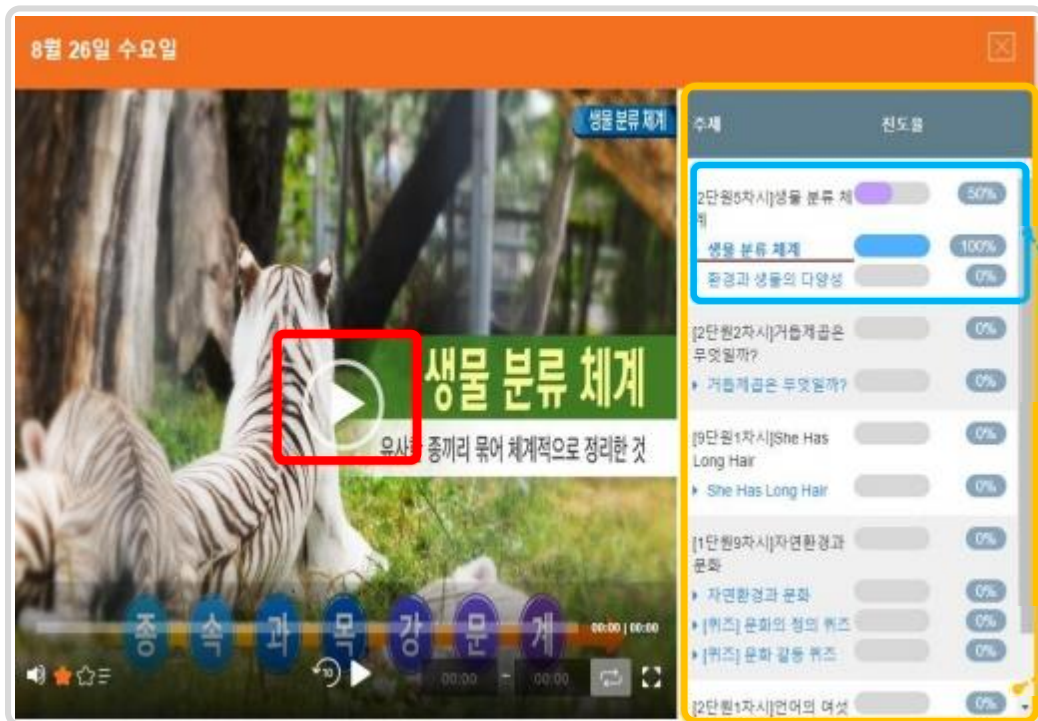 8월 26일 수요일
생물 분류 체계
생물 분류 체계
유사한 종끼리 묶어 체계적으로 정리한 것
종 속 과 목 강 문 계
00:00 | 00:00
10
00:00 - 00:00
주제 진도율
[2단원5차시]생물 분류 체 50%
계
생물 분류 체계 100%
환경과 생물의 다양성 0%
[2단원2차시]거듭제곱은 0%
무엇일까?
거듭제곱은 무엇일까? 0%
[9단원1차시]She Has 0%
Long Hair
She Has Long Hair 0%
[1단원9차시]자연환경과 0%
문화
자연환경과 문화 0%
[퀴즈] 문화의 정의 퀴즈 0%
[퀴즈] 문화 갈등 퀴즈 0%
[2단원1차시]언어의 여섯 0%